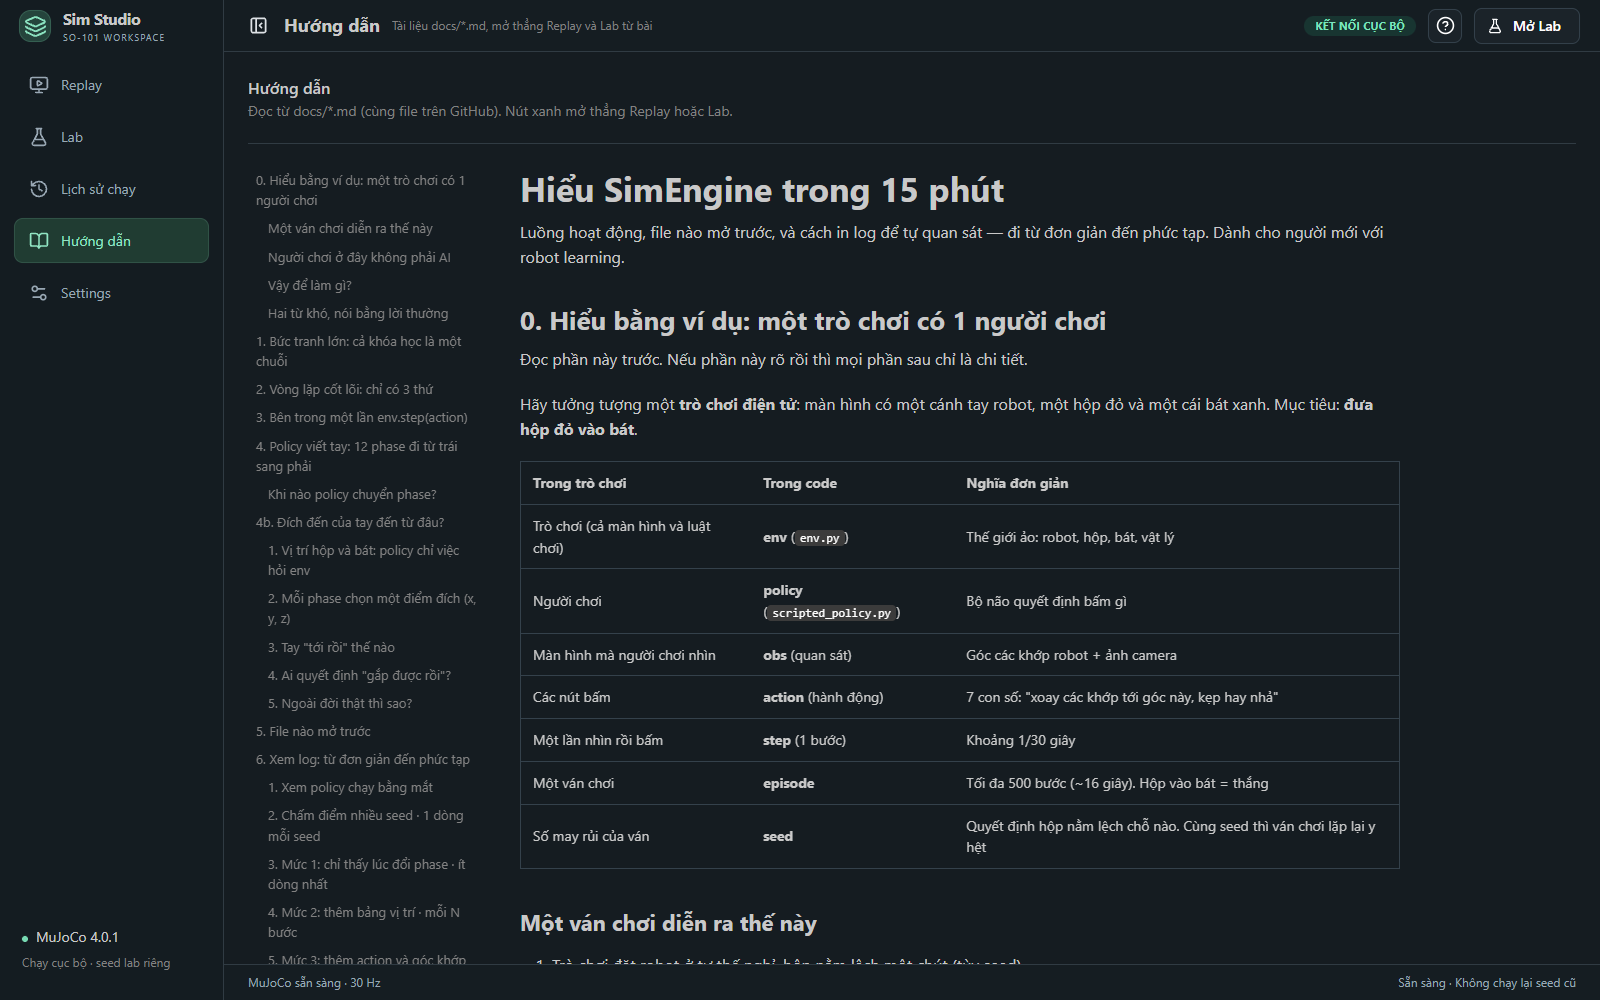 Sim Studio
SO-101 WORKSPACE
Replay
Lab
Lịch sử chạy
Hướng dẫn
Settings
MuJoCo 4.0.1
Chạy cục bộ · seed lab riêng
Hướng dẫn
Tài liệu docs/*.md, mở thẳng Replay và Lab từ bài
KẾT NỐI CỤC BỘ
Mở Lab
Hướng dẫn
Đọc từ docs/*.md (cùng file trên GitHub). Nút xanh mở thẳng Replay hoặc Lab.
0. Hiểu bằng ví dụ: một trò chơi có 1
người chơi
Một ván chơi diễn ra thế này
Người chơi ở đây không phải AI
Vậy để làm gì?
Hai từ khó, nói bằng lời thường
1. Bức tranh lớn: cả khóa học là một
chuỗi
2. Vòng lặp cốt lõi: chỉ có 3 thứ
3. Bên trong một lần env.step(action)
4. Policy viết tay: 12 phase đi từ trái
sang phải
Khi nào policy chuyển phase?
4b. Đích đến của tay đến từ đâu?
1. Vị trí hộp và bát: policy chỉ việc
hỏi env
2. Mỗi phase chọn một điểm đích (x,
y, z)
3. Tay "tới rồi" thế nào
4. Ai quyết định "gắp được rồi"?
5. Ngoài đời thật thì sao?
5. File nào mở trước
6. Xem log: từ đơn giản đến phức tạp
1. Xem policy chạy bằng mắt
2. Chấm điểm nhiều seed · 1 dòng
mỗi seed
3. Mức 1: chỉ thấy lúc đổi phase · ít
dòng nhất
4. Mức 2: thêm bảng vị trí · mỗi N
bước
5. Mức 3: thêm action và góc khớp
Hiểu SimEngine trong 15 phút
Luồng hoạt động, file nào mở trước, và cách in log để tự quan sát — đi từ đơn giản đến phức tạp. Dành cho người mới với
robot learning.
0. Hiểu bằng ví dụ: một trò chơi có 1 người chơi
Đọc phần này trước. Nếu phần này rõ rồi thì mọi phần sau chỉ là chi tiết.
Hãy tưởng tượng một trò chơi điện tử: màn hình có một cánh tay robot, một hộp đỏ và một cái bát xanh. Mục tiêu: đưa
hộp đỏ vào bát.
Trong trò chơi Trong code Nghĩa đơn giản
Trò chơi (cả màn hình và luật
chơi) env (env.py) Thế giới ảo: robot, hộp, bát, vật lý
Người chơi policy
(scripted_policy.py) Bộ não quyết định bấm gì
Màn hình mà người chơi nhìn obs (quan sát) Góc các khớp robot + ảnh camera
Các nút bấm action (hành động) 7 con số: "xoay các khớp tới góc này, kẹp hay nhả"
Một lần nhìn rồi bấm step (1 bước) Khoảng 1/30 giây
Một ván chơi episode Tối đa 500 bước (~16 giây). Hộp vào bát = thắng
Số may rủi của ván seed Quyết định hộp nằm lệch chỗ nào. Cùng seed thì ván chơi lặp lại y
hệt
Một ván chơi diễn ra thế này
1. Trò chơi đặt robot ở tư thế nghỉ, hộp nằm lệch một chút (tùy seed)
MuJoCo sẵn sàng · 30 Hz
Sẵn sàng · Không chạy lại seed cũ